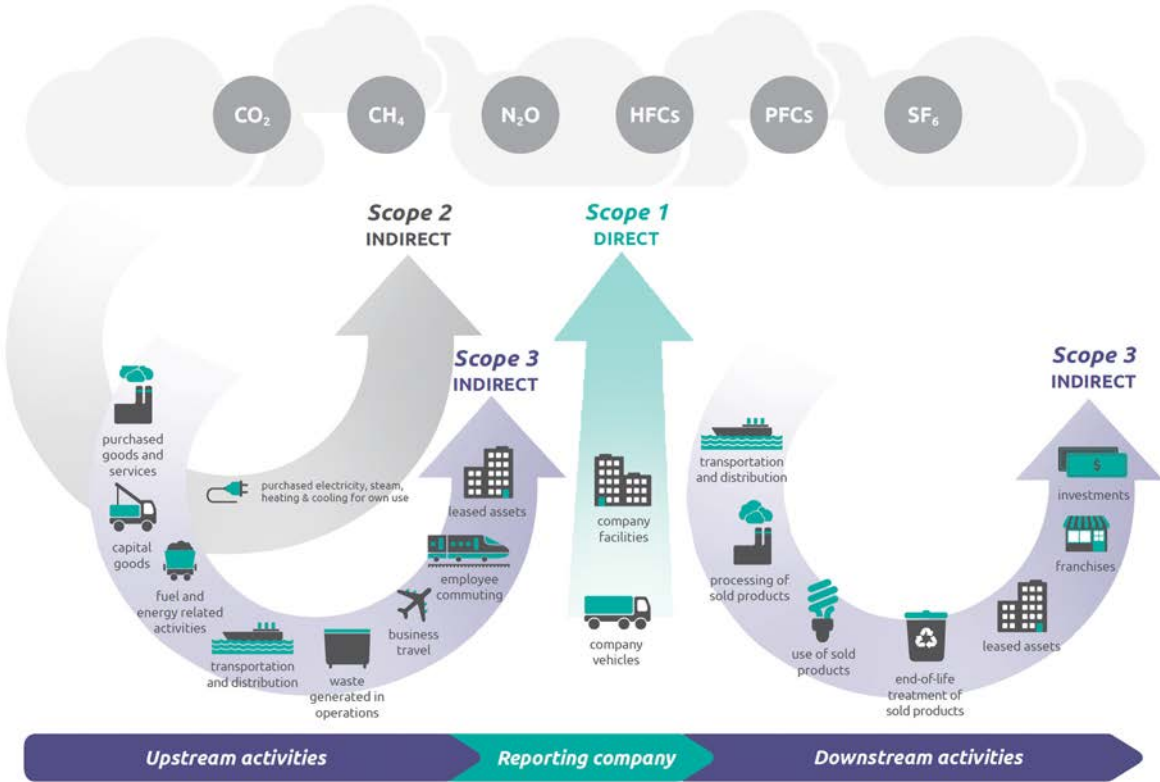 CO₂
CH₄
N₂O
HFCs
PFCs
SF₆
Scope 2
INDIRECT
Scope 1
DIRECT
Scope 3
INDIRECT
Scope 3
INDIRECT
purchased
goods and
services
capital
goods
fuel and
energy related
activities
transportation
and distribution
waste
generated in
operations
business
travel
employee
commuting
leased assets
purchased electricity, steam,
heating & cooling for own use
company
facilities
company
vehicles
transportation
and distribution
processing of
sold products
use of sold
products
end-of-life
treatment of
sold products
leased assets
franchises
$
investments
Upstream activities
Reporting company
Downstream activities